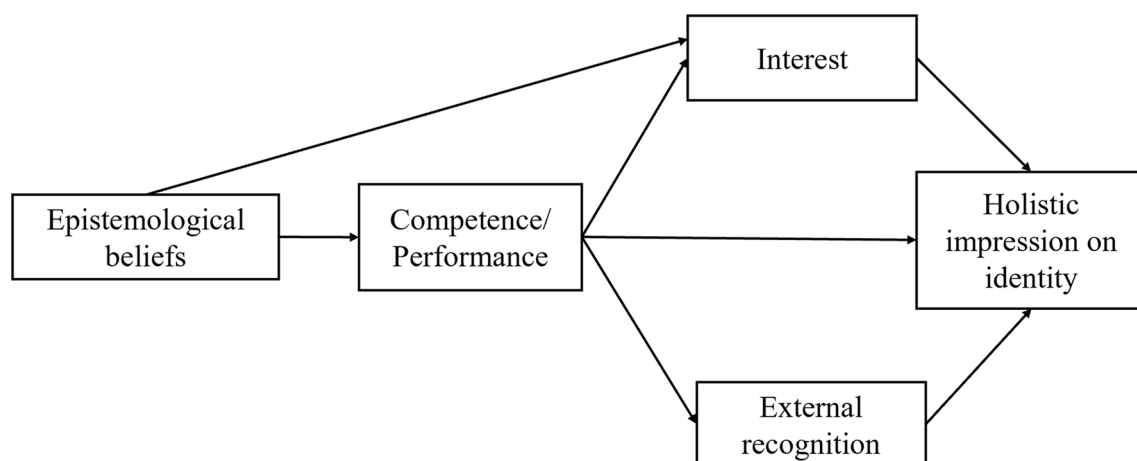 Interest
Epistemological
beliefs
Competence/
Performance
Holistic
impression on
identity
External
recognition